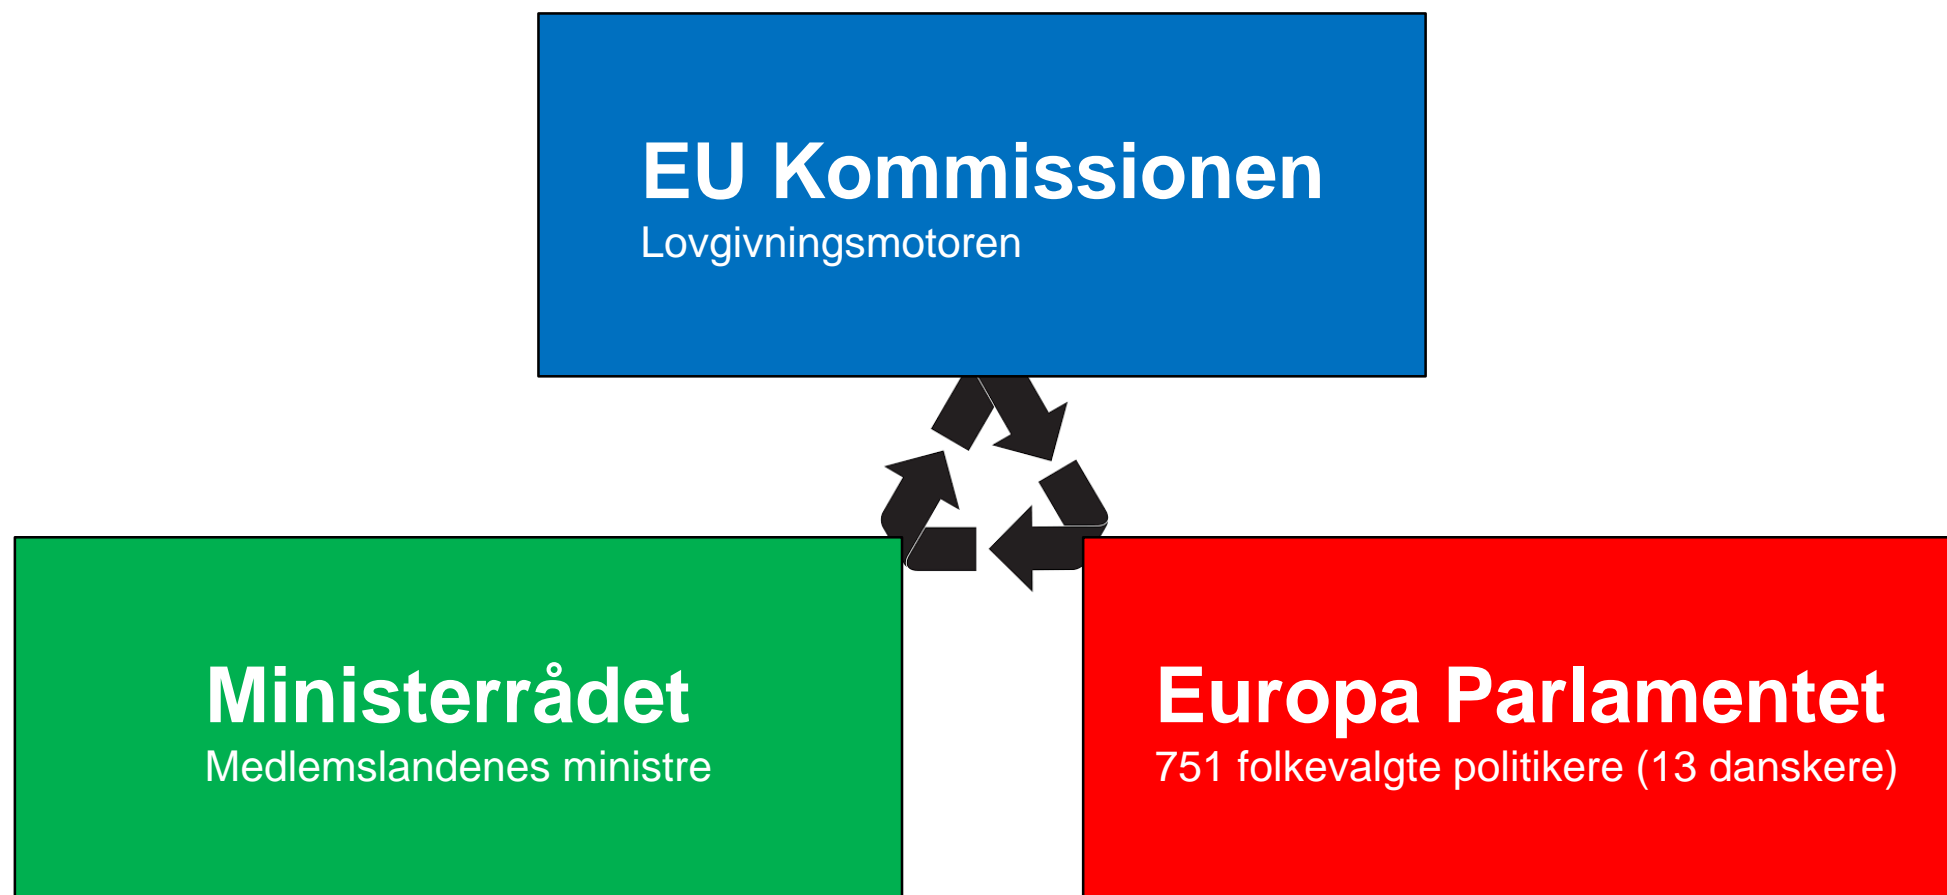 EU Kommissionen
Lovgivningsmotoren
Ministerrådet
Medlemslandenes ministre
Europa Parlamentet
751 folkevalgte politikere (13 danskere)